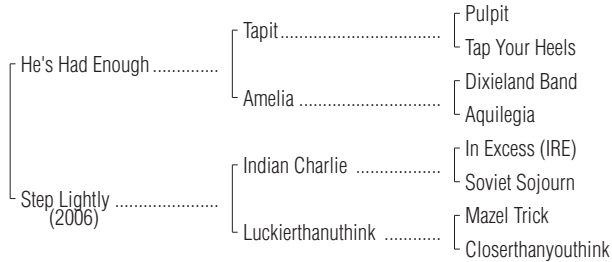 Pulpit
Tapit
Tap Your Heels
He's Had Enough
Dixieland Band
Amelia
Aquilegia
In Excess (IRE)
Indian Charlie
Soviet Sojourn
Step Lightly
(2006)
Mazel Trick
Luckierthanuthink
Closerthanyouthink